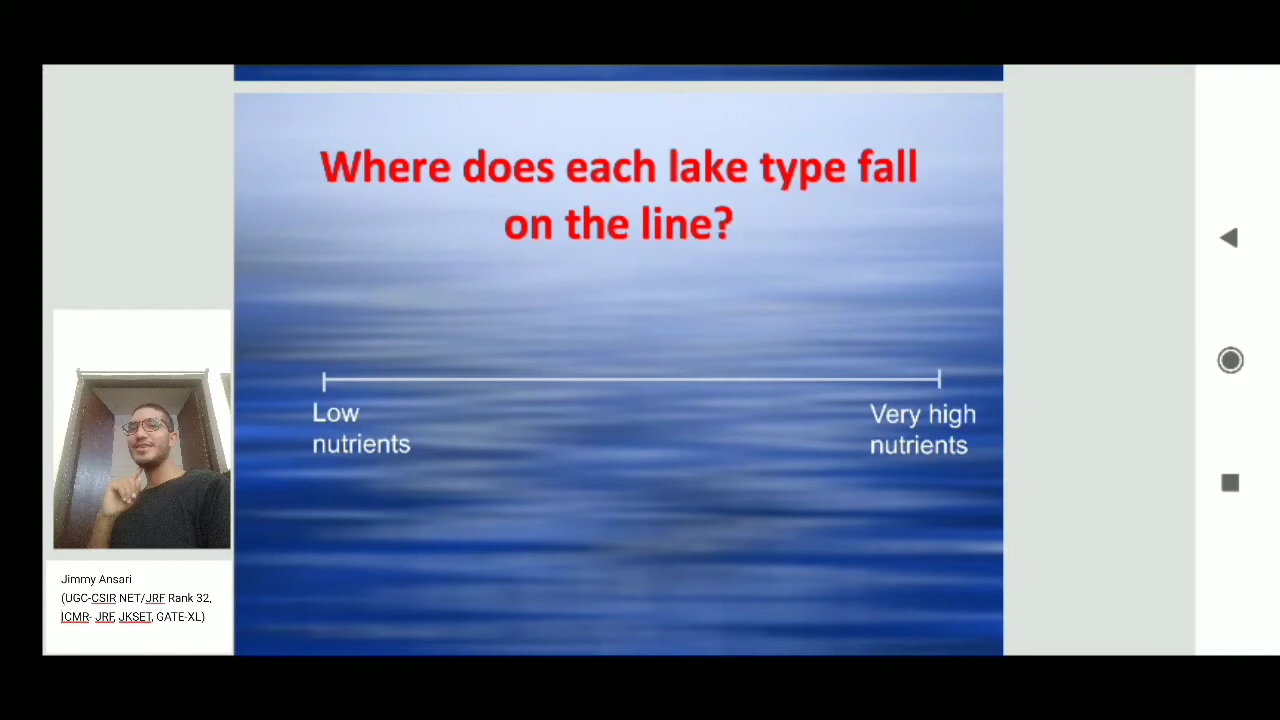 Where does each lake type fall
on the line?
Low
nutrients
Very high
nutrients
Jimmy Ansari
(UGC-CSIR NET/JRF Rank 32,
ICMR- JRF, JKSET, GATE-XL)